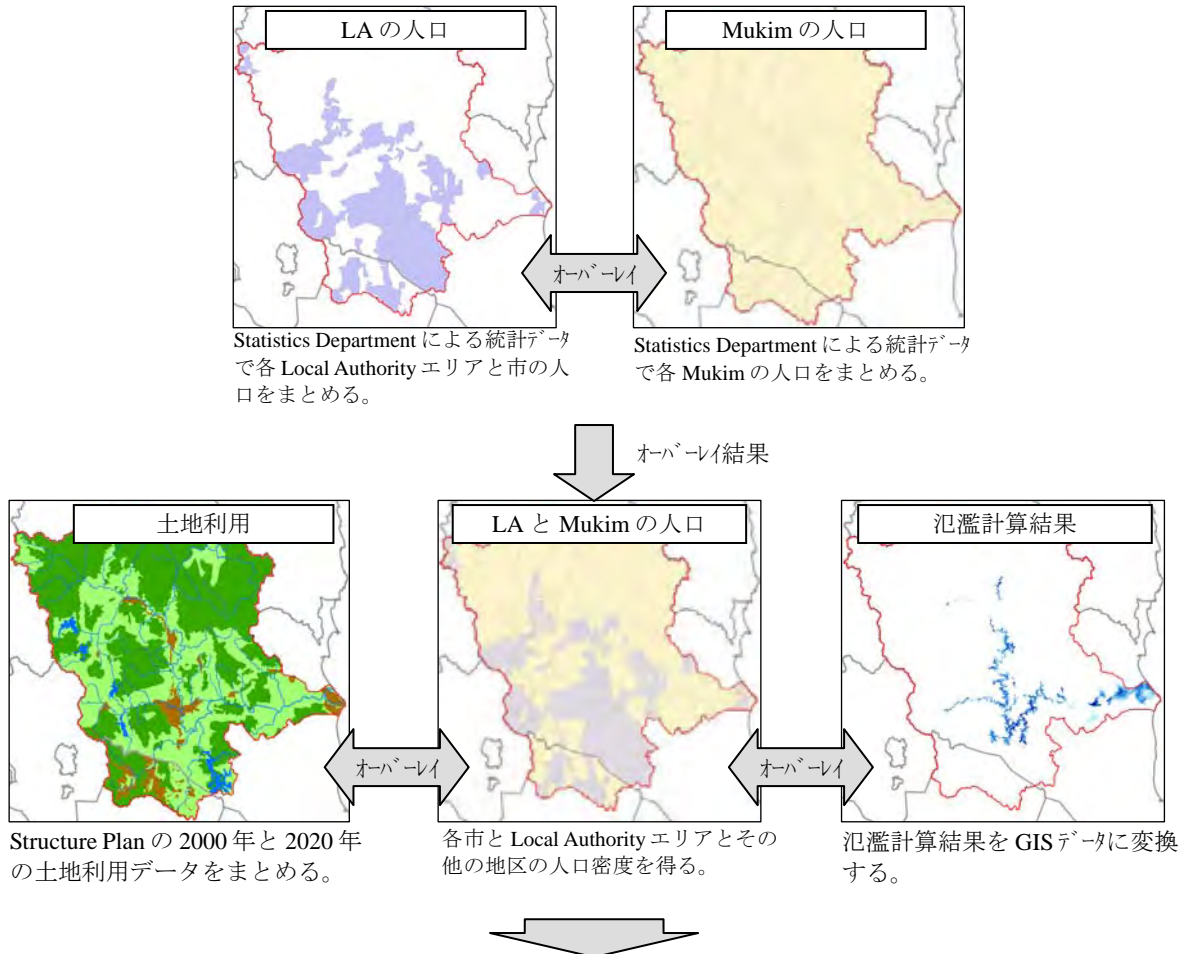 LA の人口
Mukim の人口
オーバーレイ
Statistics Department による統計データ
で各 Local Authority エリアと市の人
口をまとめる。
Statistics Department による統計データ
で各 Mukim の人口をまとめる。
オーバーレイ結果
土地利用
LA と Mukim の人口
氾濫計算結果
オーバーレイ
オーバーレイ
Structure Plan の 2000 年と 2020 年
の土地利用データをまとめる。
各市と Local Authority エリアとその
他の地区の人口密度を得る。
氾濫計算結果を GIS データに変換
する。